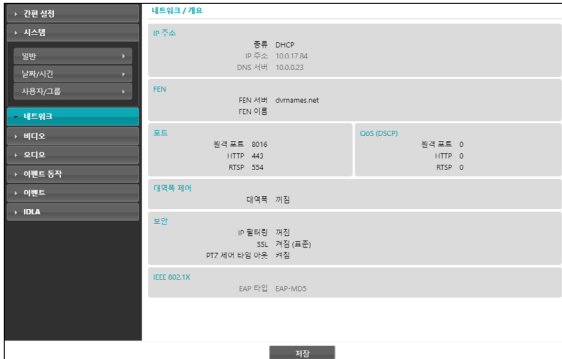 간편 설정
시스템
일반
날짜/시간
사용자/그룹
네트워크
비디오
오디오
이벤트 동작
이벤트
IDLA
네트워크 / 개요
IP 주소
종류 DHCP
IP 주소 10.0.17.84
DNS 서버 10.0.0.23
FEN
FEN 서버 dvrnames.net
FEN 이름
포트
원격 포트 8016
HTTP 443
RTSP 554
QoS (DSCP)
원격 포트 0
HTTP 0
RTSP 0
대역폭 제어
대역폭 꺼짐
보안
IP 필터링 꺼짐
SSL 켜짐 (표준)
PTZ 제어 타임 아웃 켜짐
IEEE 802.1X
EAP 타입 EAP-MD5
저장